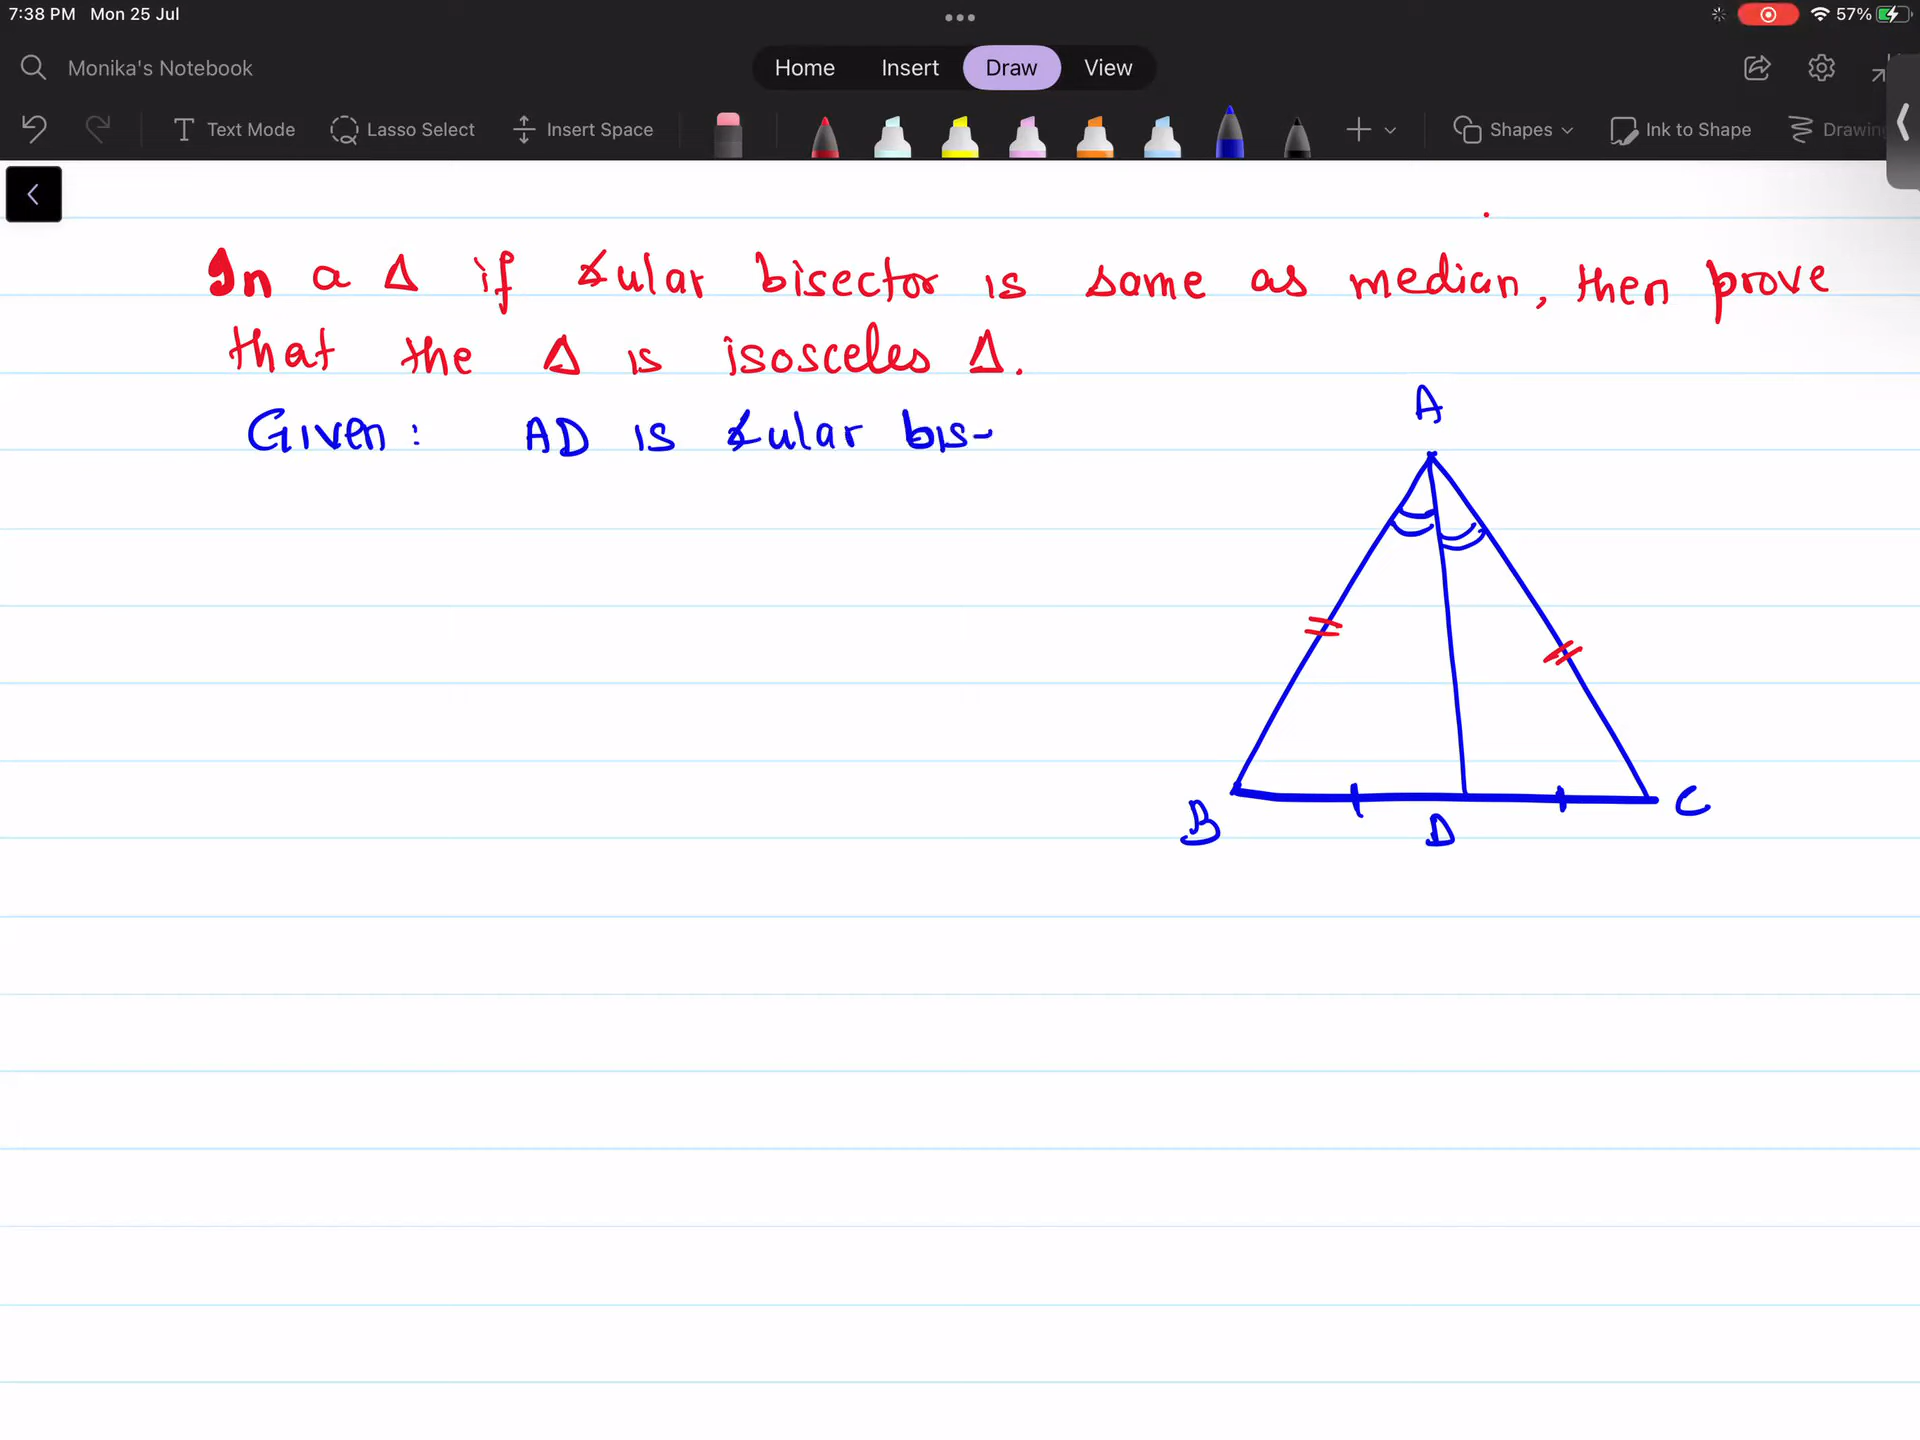 7:38 PM Mon 25 Jul
57%
Monika's Notebook
Home Insert Draw View
Text Mode Lasso Select Insert Space Shapes Ink to Shape Drawin
In a Δ if ∡ular bisector is same as median, then prove
that the Δ is isosceles Δ.
Given: AD is ∡ular bis-
A
B D C